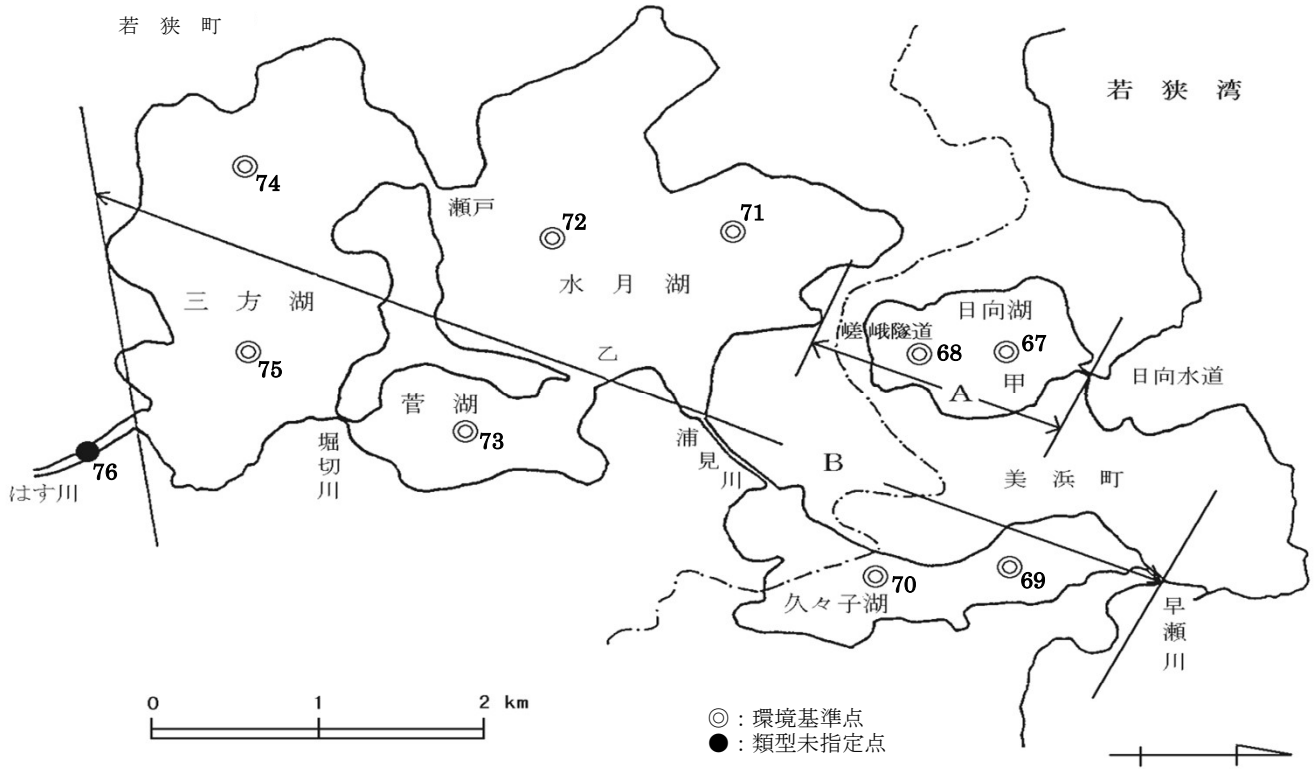 若狭町
若狭湾
74
瀬戸
72
71
水月湖
三方湖
日向湖
嵯峨隧道
68
67
75
乙
甲
A
日向水道
菅湖
73
76
はす川
堀切川
浦見川
B
美浜町
70
69
久々子湖
早瀬川
0 1 2 km
◎：環境基準点
●：類型未指定点